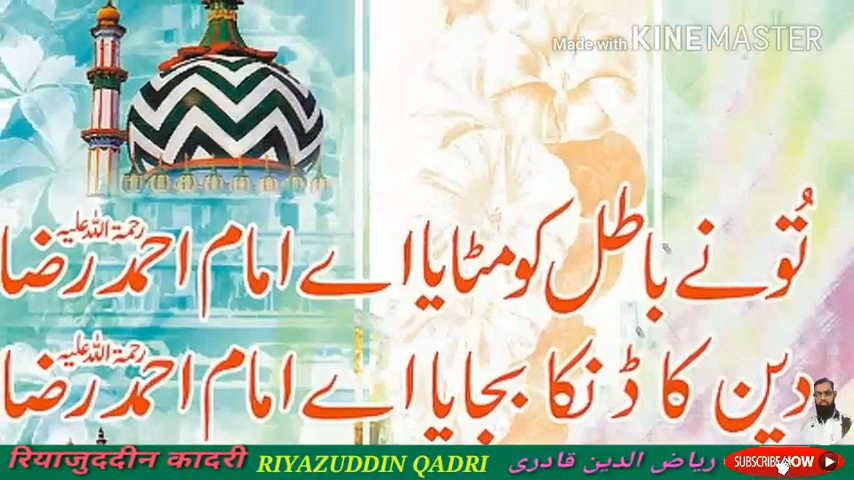 Made with KINEMASTER
تُو نے باطل کو مٹایا اے امام احمد رضا رحمۃ اللہ علیہ
دین کا ڈنکا بجایا اے امام احمد رضا رحمۃ اللہ علیہ
रियाजुददीन कादरी RIYAZUDDIN QADRI ریاض الدین قادری SUBSCRIBE NOW